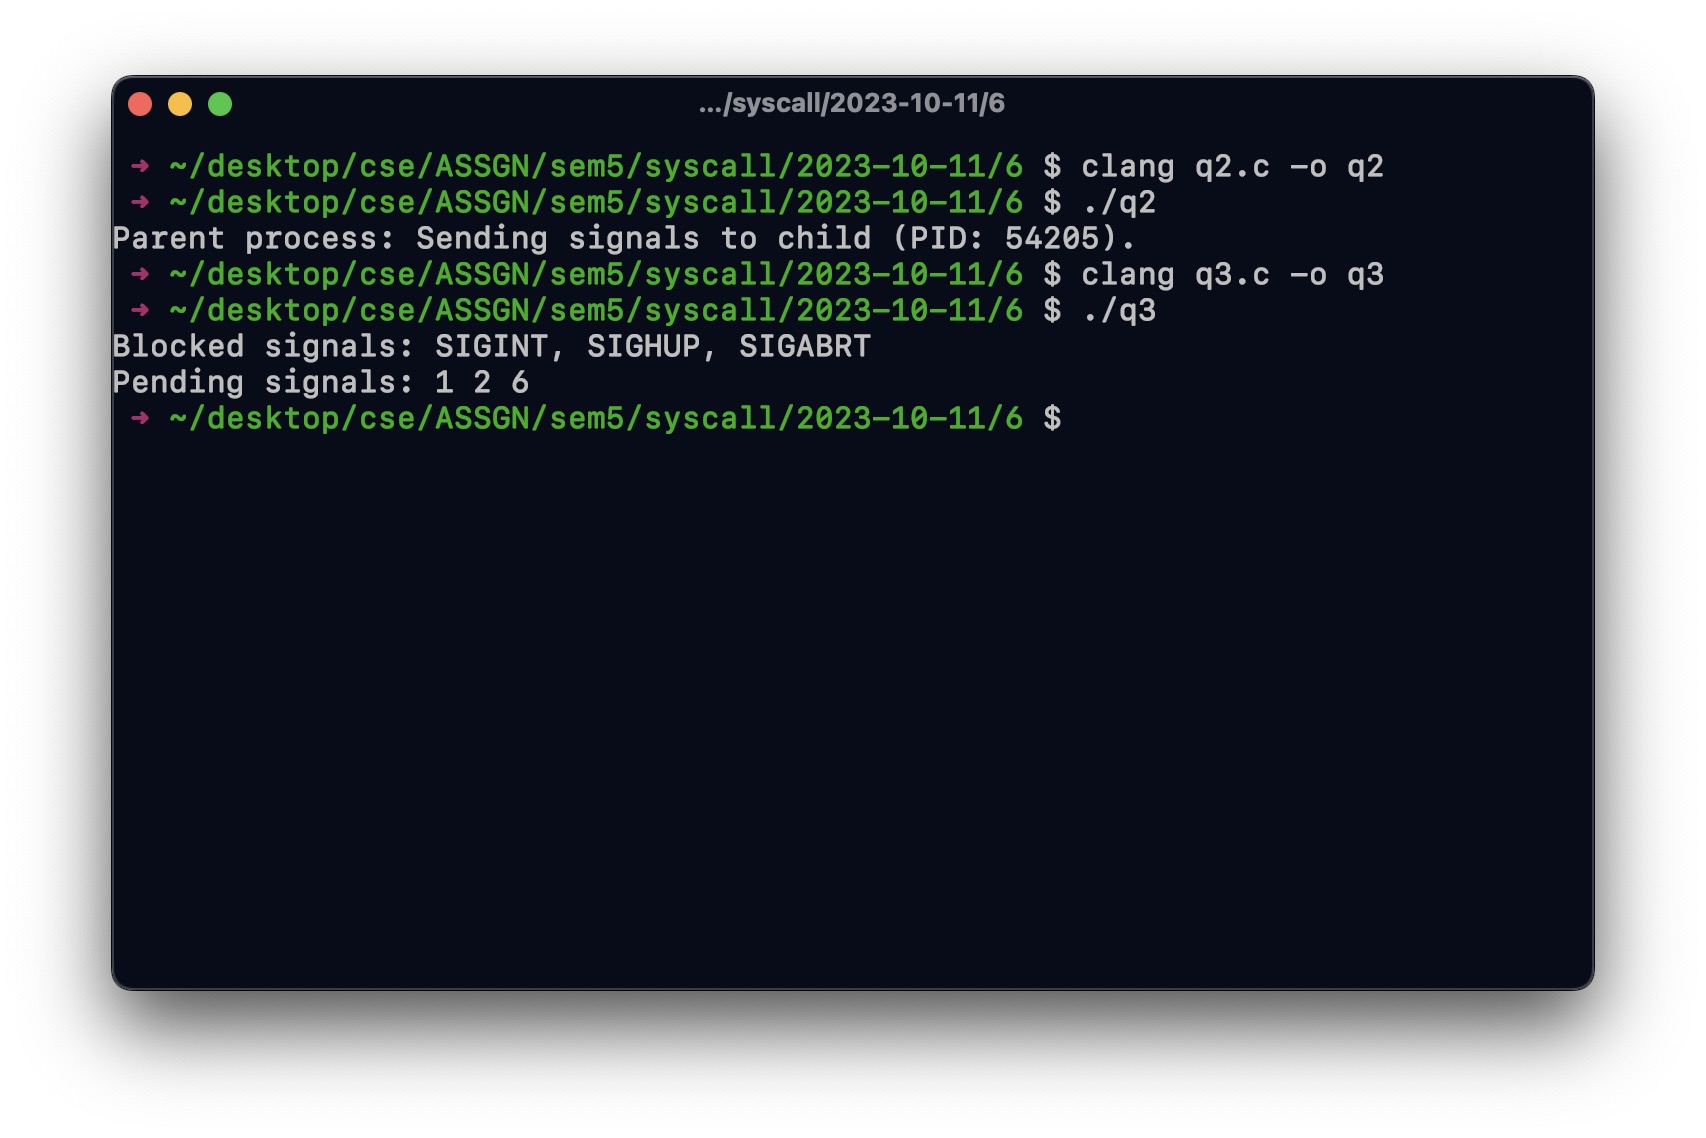 .../syscall/2023-10-11/6
➜ ~/desktop/cse/ASSGN/sem5/syscall/2023-10-11/6 $ clang q2.c -o q2
➜ ~/desktop/cse/ASSGN/sem5/syscall/2023-10-11/6 $ ./q2
Parent process: Sending signals to child (PID: 54205).
➜ ~/desktop/cse/ASSGN/sem5/syscall/2023-10-11/6 $ clang q3.c -o q3
➜ ~/desktop/cse/ASSGN/sem5/syscall/2023-10-11/6 $ ./q3
Blocked signals: SIGINT, SIGHUP, SIGABRT
Pending signals: 1 2 6
➜ ~/desktop/cse/ASSGN/sem5/syscall/2023-10-11/6 $